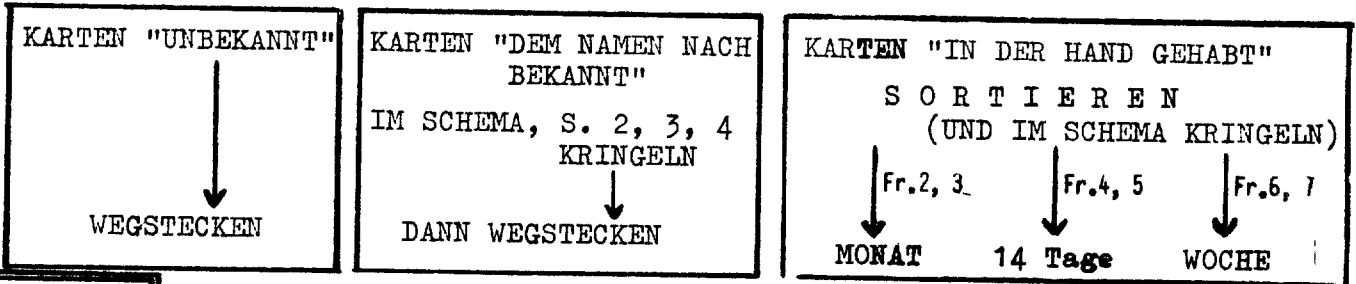 KARTEN "UNBEKANNT"
WEGSTECKEN
KARTEN "DEM NAMEN NACH
BEKANNT"
IM SCHEMA, S. 2, 3, 4
KRINGELN
DANN WEGSTECKEN
KARTEN "IN DER HAND GEHABT"
S O R T I E R E N
(UND IM SCHEMA KRINGELN)
Fr.2, 3 Fr.4, 5 Fr.6, 7
MONAT 14 Tage WOCHE